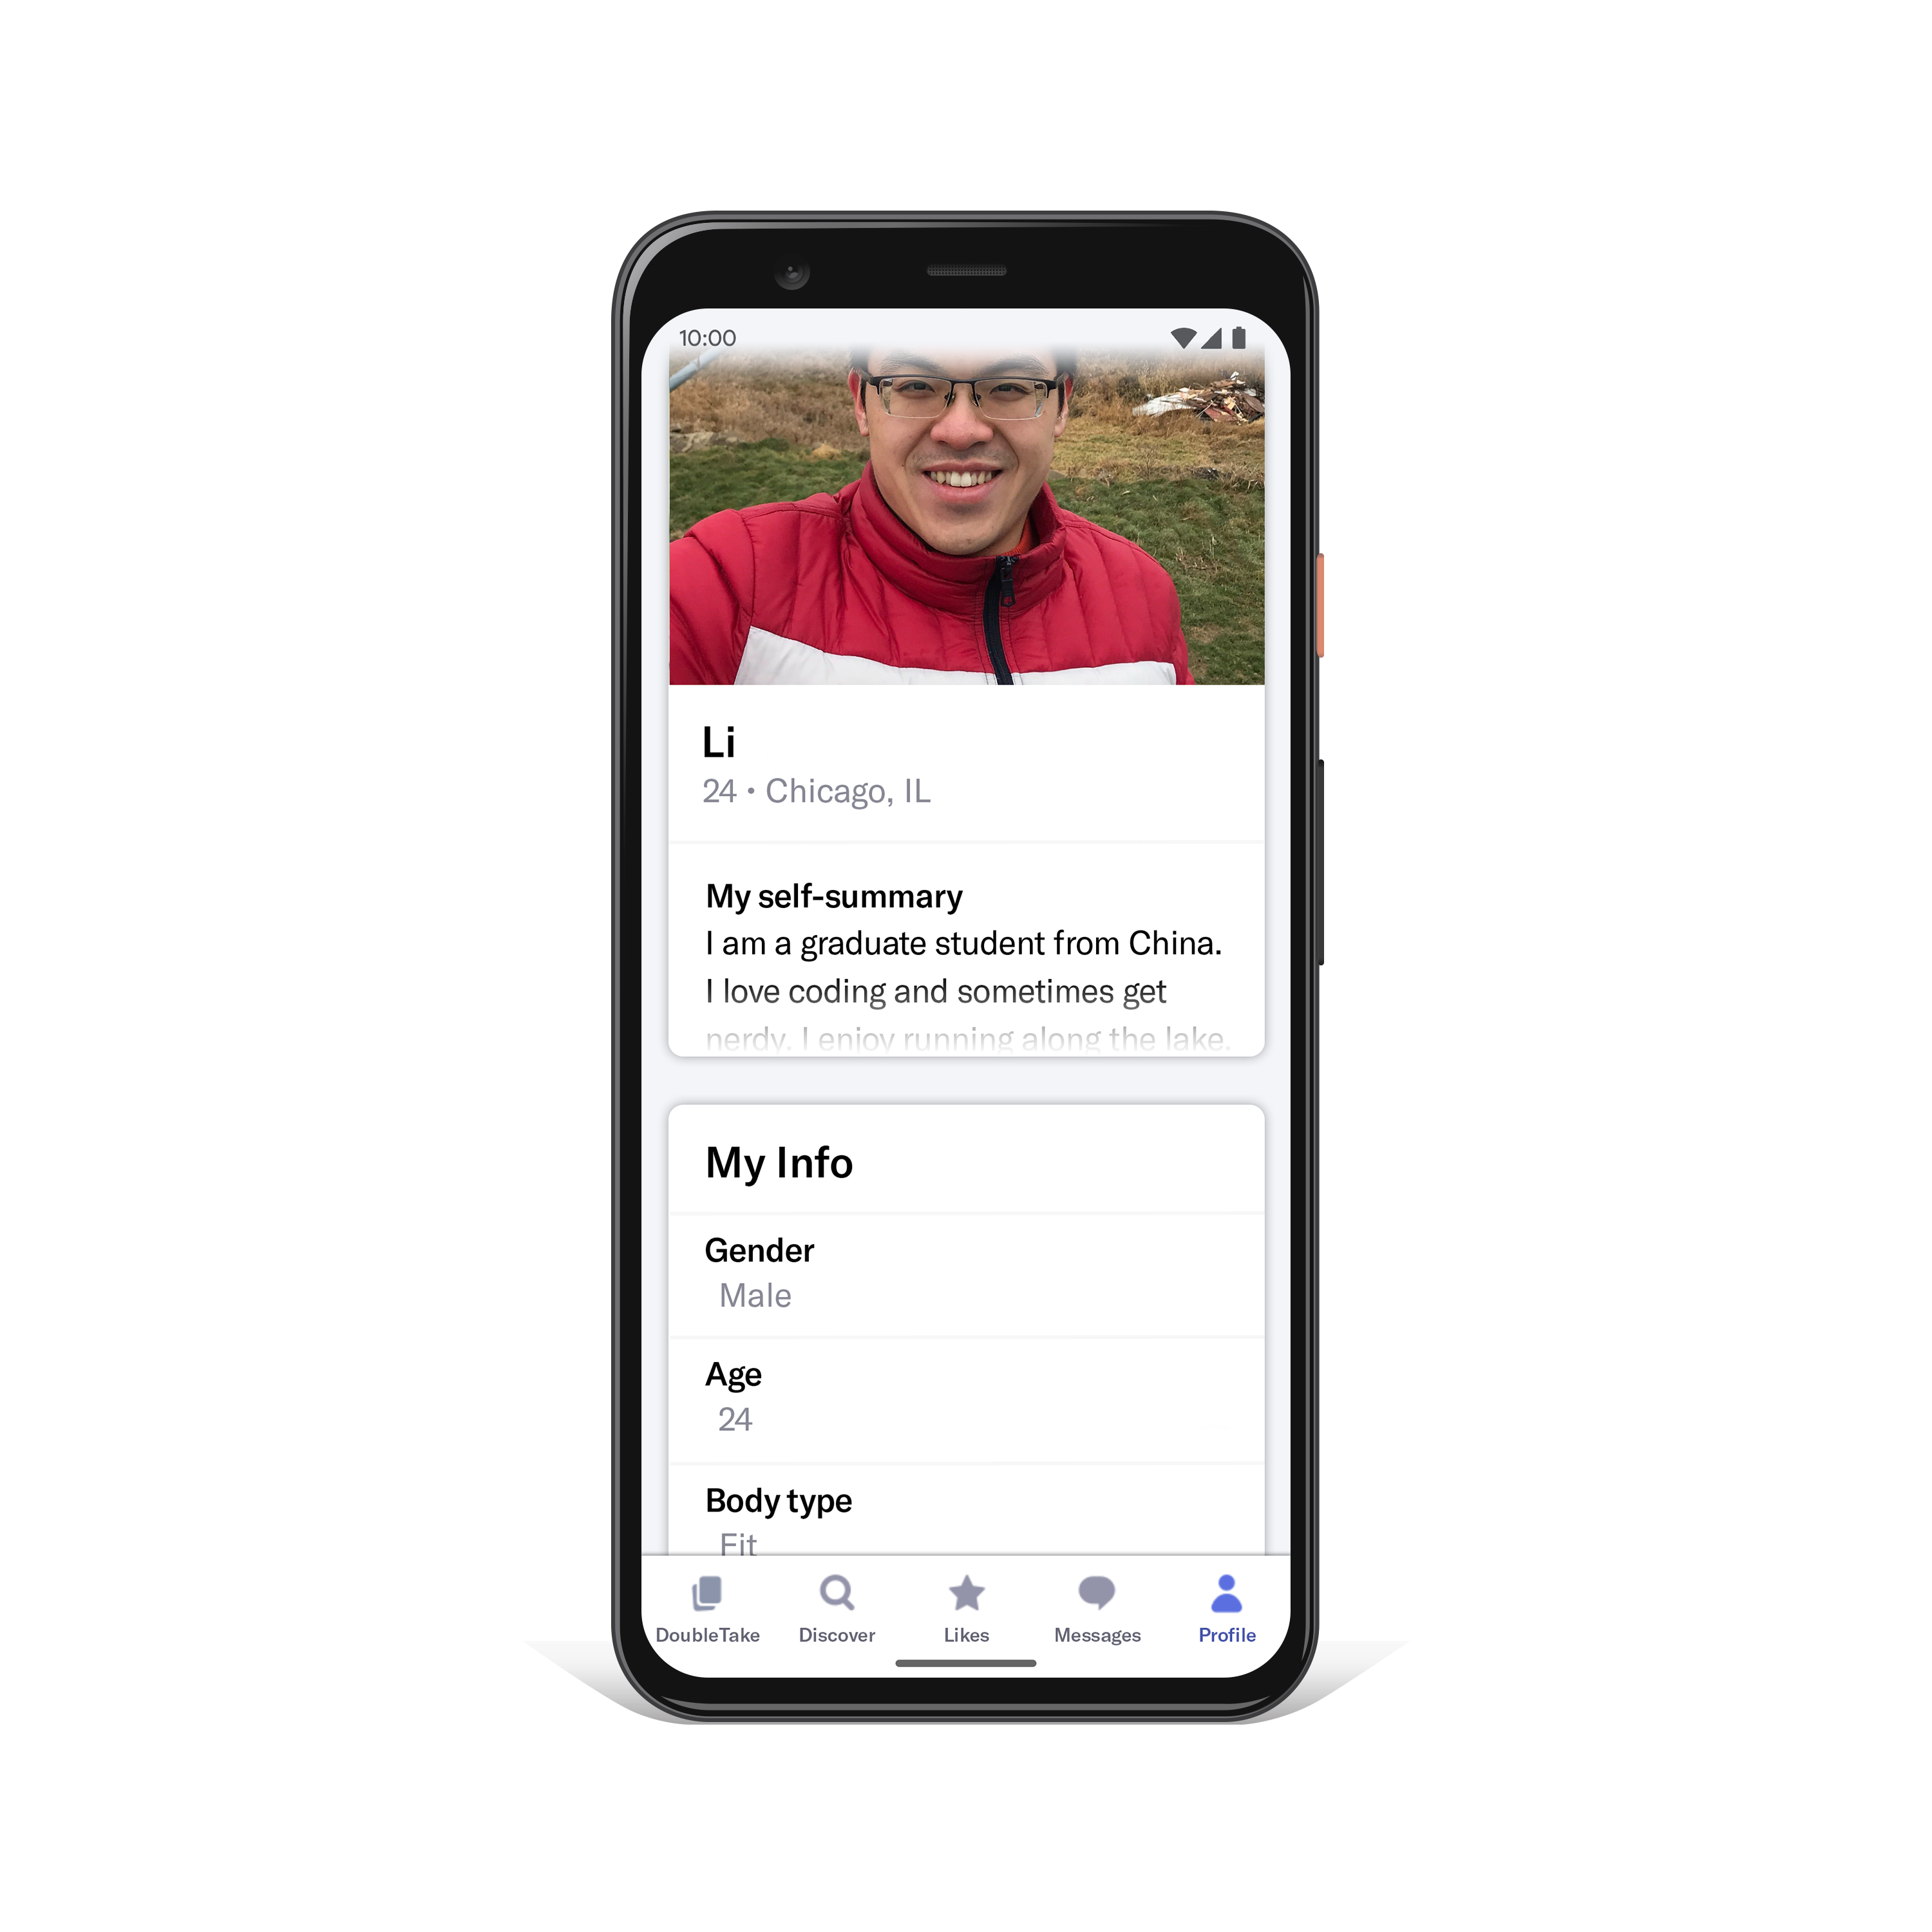 10:00
Li
24 • Chicago, IL
My self-summary
I am a graduate student from China.
I love coding and sometimes get
nerdy. I enjoy running along the lake.
My Info
Gender
Male
Age
24
Body type
Fit
DoubleTake Discover Likes Messages Profile